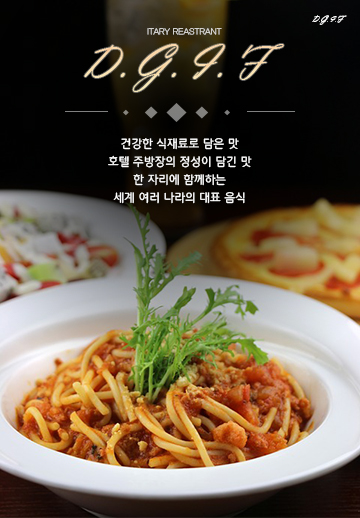 ITARY REASTRANT
D.G.I.F
D.G.I.F
건강한 식재료로 담은 맛
호텔 주방장의 정성이 담긴 맛
한 자리에 함께하는
세계 여러 나라의 대표 음식